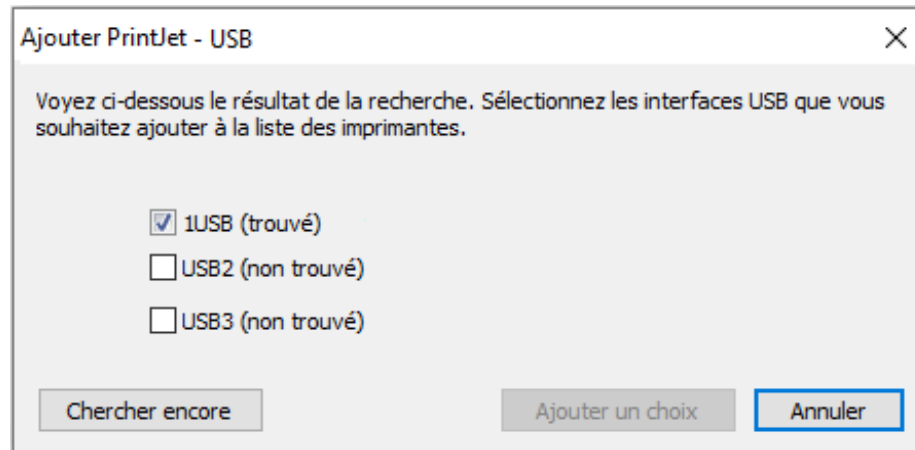 Ajouter PrintJet - USB
Voyez ci-dessous le résultat de la recherche. Sélectionnez les interfaces USB que vous
souhaitez ajouter à la liste des imprimantes.
1USB (trouvé)
USB2 (non trouvé)
USB3 (non trouvé)
Chercher encore
Ajouter un choix
Annuler